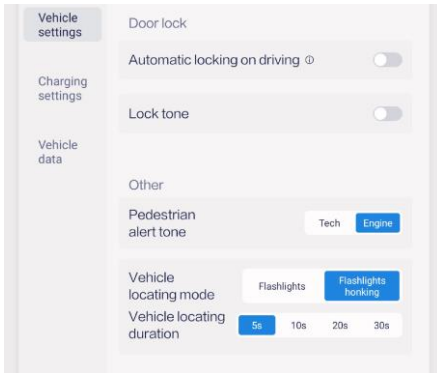 Vehicle
settings
Charging
settings
Vehicle
data
Door lock
Automatic locking on driving
Lock tone
Other
Pedestrian
alert tone
Tech
Engine
Vehicle
locating mode
Flashlights
Flashlights
honking
Vehicle locating
duration
5s
10s
20s
30s